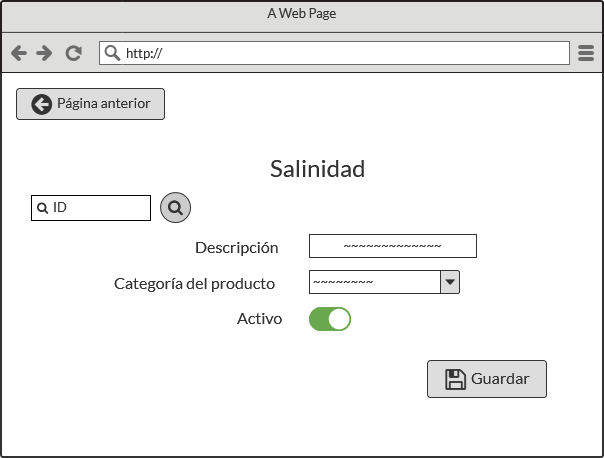 A Web Page
http://
Página anterior
Salinidad
ID
Descripción ~~~~~~~~~~~~~
Categoría del producto ~~~~~~~~
Activo
Guardar